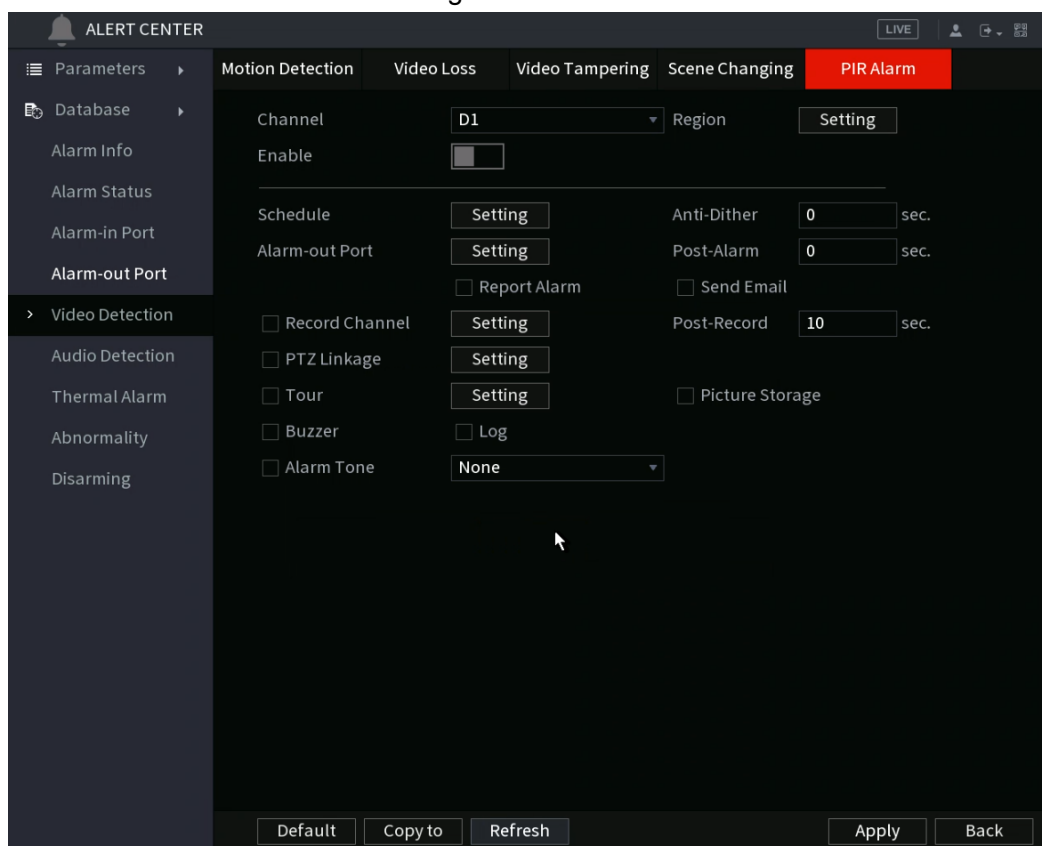 ALERT CENTER
LIVE
Parameters
Database
Alarm Info
Alarm Status
Alarm-in Port
Alarm-out Port
Video Detection
Audio Detection
Thermal Alarm
Abnormality
Disarming
Motion Detection Video Loss Video Tampering Scene Changing PIR Alarm
Channel D1 Region Setting
Enable
Schedule Setting Anti-Dither 0 sec.
Alarm-out Port Setting Post-Alarm 0 sec.
Report Alarm Send Email
Record Channel Setting Post-Record 10 sec.
PTZ Linkage Setting
Tour Setting Picture Storage
Buzzer Log
Alarm Tone None
Default Copy to Refresh Apply Back